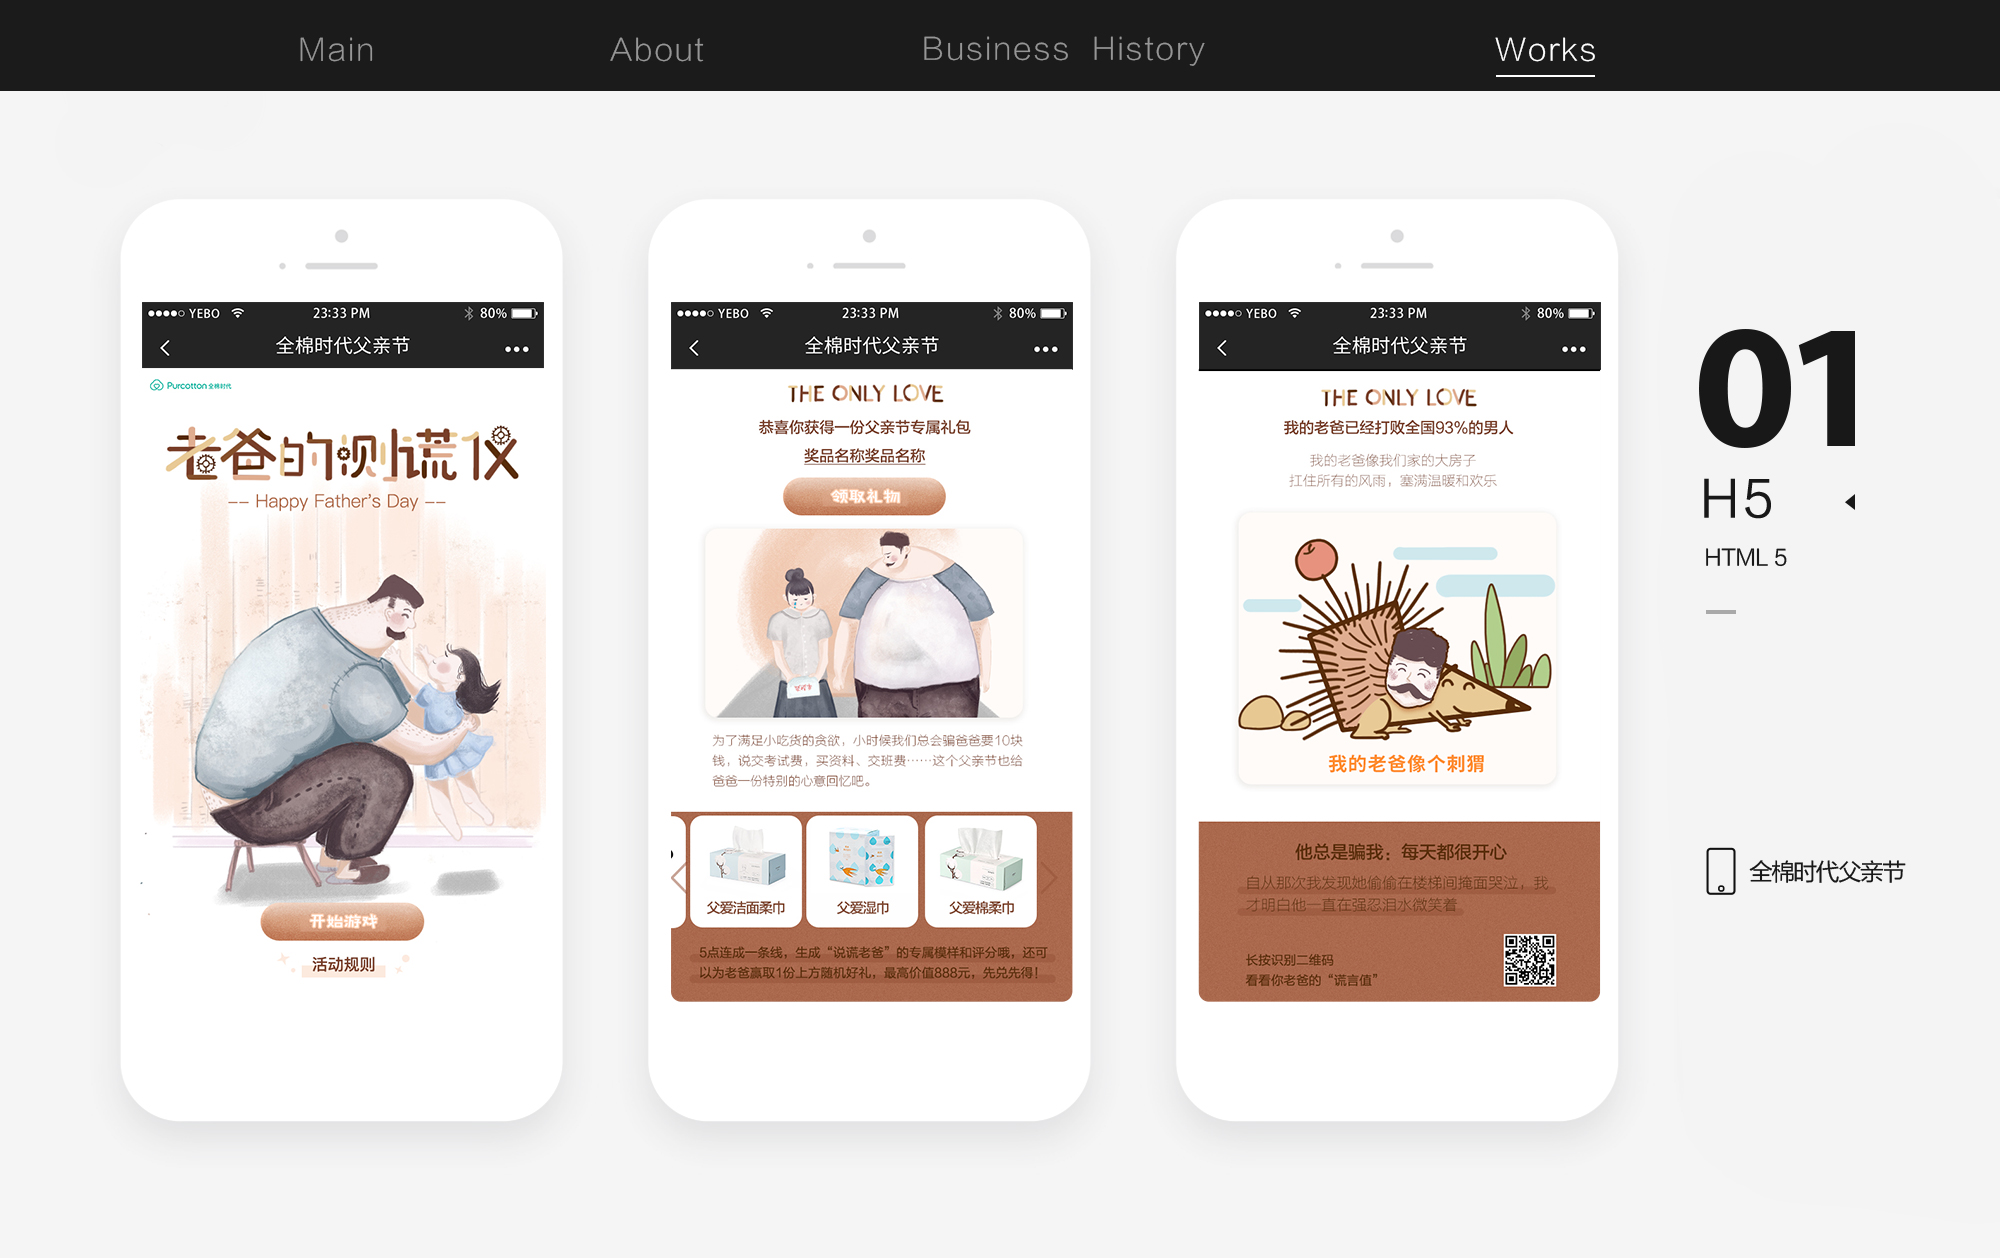 Main
About
Business History
Works
YEBO
23:33 PM
80%
全棉时代父亲节
Purcotton 全棉时代
老爸的测谎仪
-- Happy Father's Day --
开始游戏
活动规则
YEBO
23:33 PM
80%
全棉时代父亲节
THE ONLY LOVE
恭喜你获得一份父亲节专属礼包
奖品名称奖品名称
领取礼物
为了满足小吃货的贪欲，小时候我们总会骗爸爸要10块
钱，说交考试费，买资料、交班费……这个父亲节也给
爸爸一份特别的心意回忆吧。
父爱洁面柔巾
父爱湿巾
父爱棉柔巾
5点连成一条线，生成“说谎老爸”的专属模样和评分哦，还可
以为老爸赢取1份上方随机好礼，最高价值888元，先兑先得！
YEBO
23:33 PM
80%
全棉时代父亲节
THE ONLY LOVE
我的老爸已经打败全国93%的男人
我的老爸像我们家的大房子
扛住所有的风雨，塞满温暖和欢乐
我的老爸像个刺猬
他总是骗我：每天都很开心
自从那次我发现她偷偷在楼梯间掩面哭泣，我
才明白他一直在强忍泪水微笑着
长按识别二维码
看看你老爸的“谎言值”
01
H5
HTML 5
全棉时代父亲节